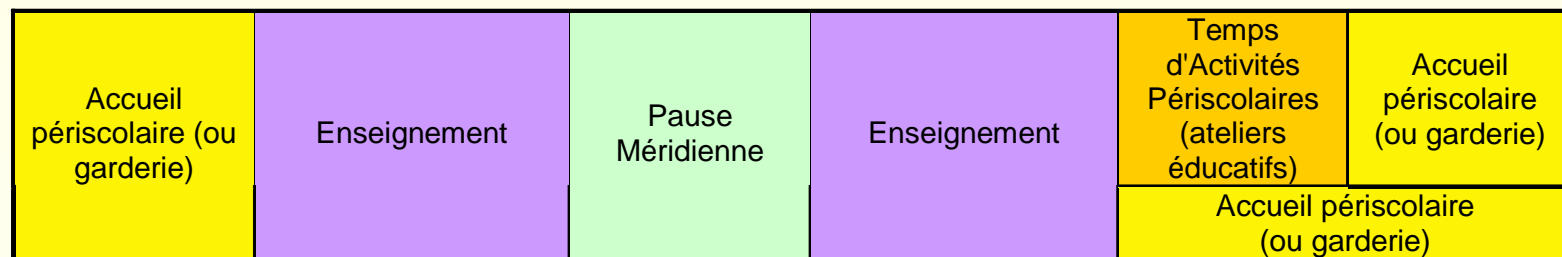 Accueil
périscolaire (ou
garderie)
Enseignement
Pause
Méridienne
Enseignement
Temps
d'Activités
Périscolaires
(ateliers
éducatifs)
Accueil
périscolaire
(ou garderie)
Accueil périscolaire
(ou garderie)